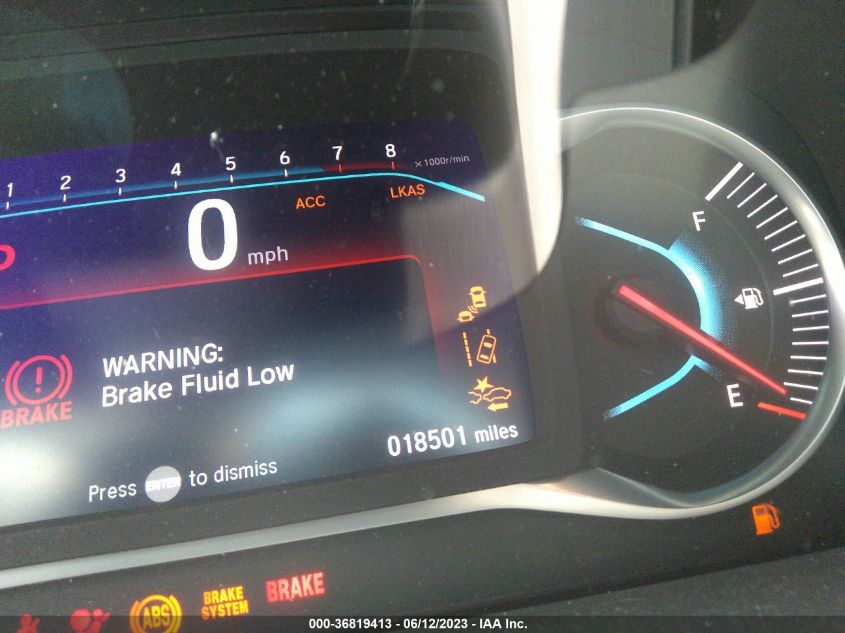 1 2 3 4 5 6 7 8 ×1000r/min
ACC LKAS
0 mph
WARNING:
Brake Fluid Low
BRAKE
018501 miles
Press ENTER to dismiss
F
E
ABS
BRAKE
SYSTEM
BRAKE
000-36819413 - 06/12/2023 - IAA Inc.